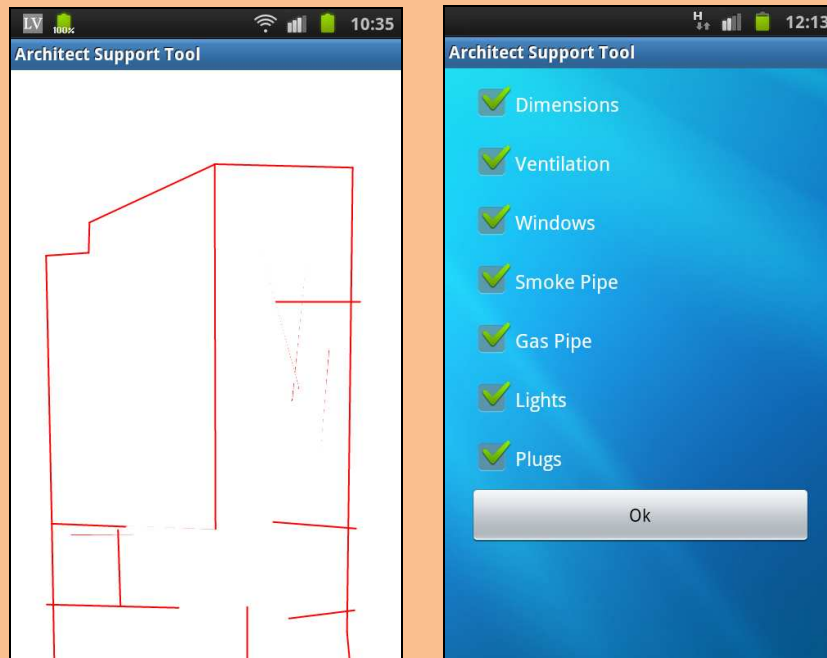 LV 100% 10:35
Architect Support Tool
H 12:13
Architect Support Tool
Dimensions
Ventilation
Windows
Smoke Pipe
Gas Pipe
Lights
Plugs
Ok